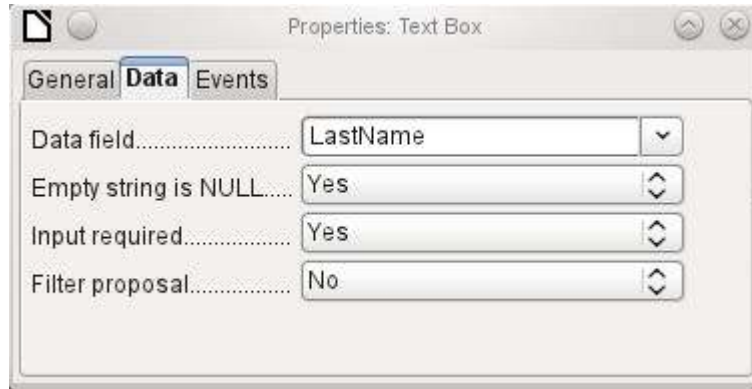 Properties: Text Box
General Data Events
Data field........................ LastName
Empty string is NULL..... Yes
Input required................. Yes
Filter proposal................ No